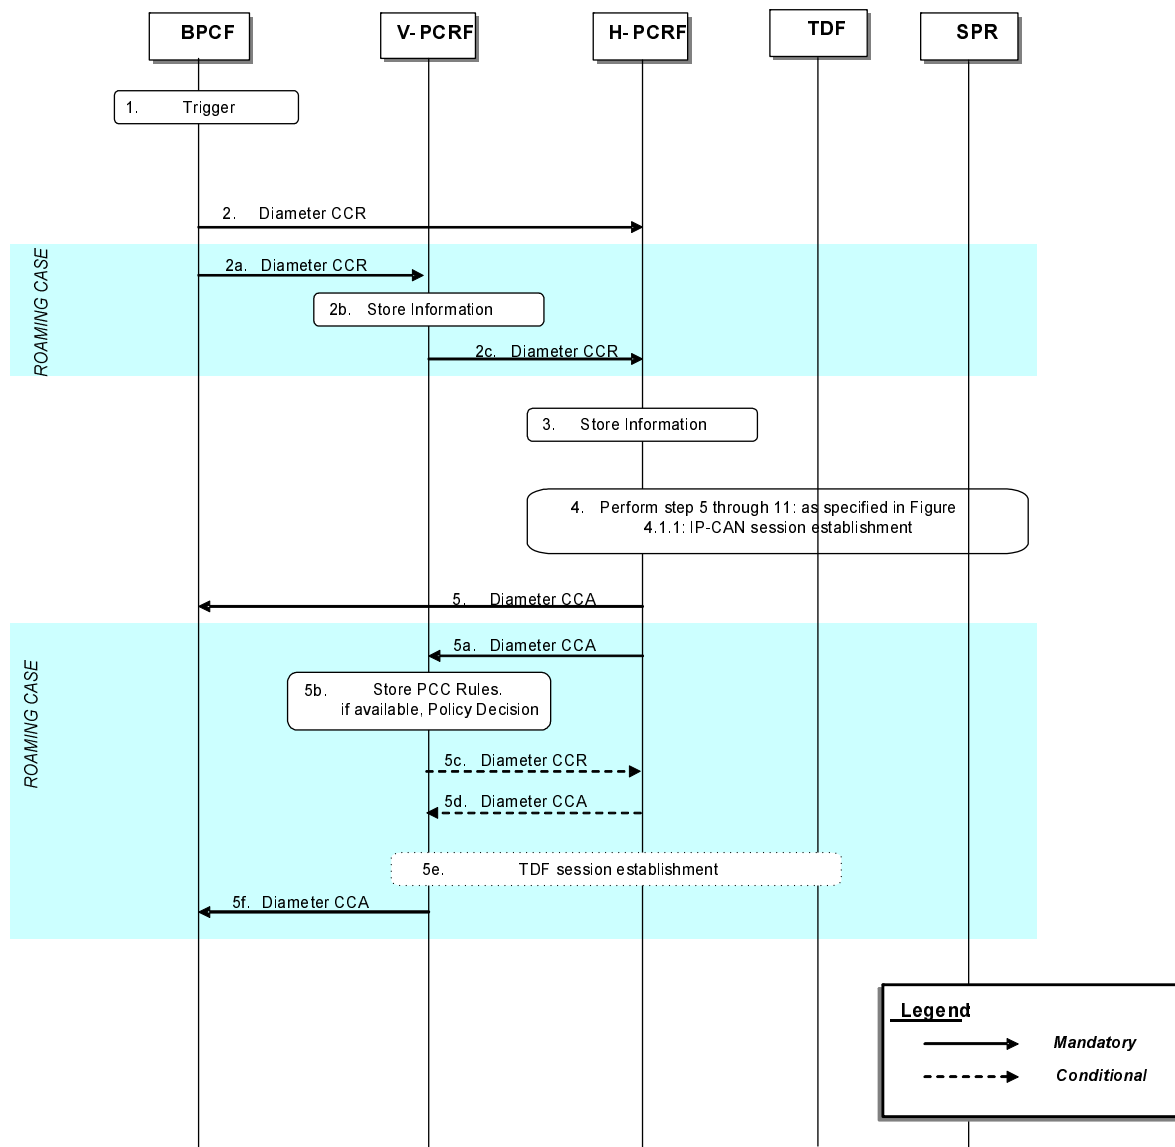 BPCF
V-PCRF
H-PCRF
TDF
SPR
1. Trigger
2. Diameter CCR
ROAMING CASE
2a. Diameter CCR
2b. Store Information
2c. Diameter CCR
3. Store Information
4. Perform step 5 through 11: as specified in Figure
4.1.1: IP-CAN session establishment
5. Diameter CCA
ROAMING CASE
5a. Diameter CCA
5b. Store PCC Rules.
if available, Policy Decision
5c. Diameter CCR
5d. Diameter CCA
5e. TDF session establishment
5f. Diameter CCA
Legend
Mandatory
Conditional